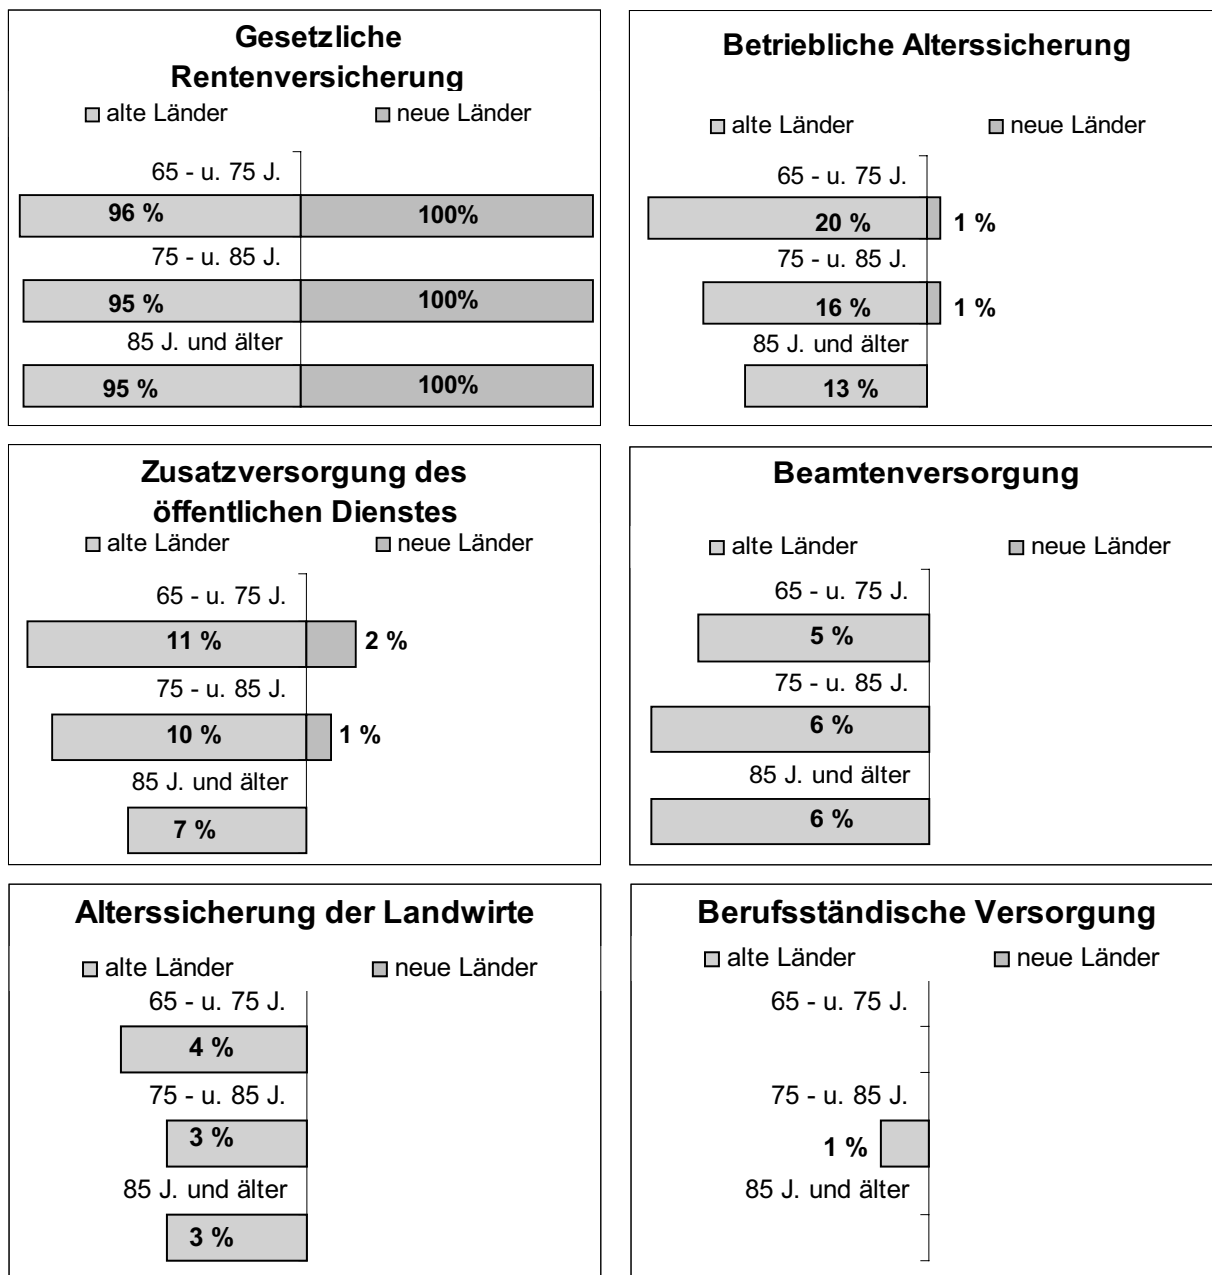 Gesetzliche
Rentenversicherung
alte Länder neue Länder
65 - u. 75 J.
96 % 100%
75 - u. 85 J.
95 % 100%
85 J. und älter
95 % 100%
Betriebliche Alterssicherung
alte Länder neue Länder
65 - u. 75 J.
20 % 1 %
75 - u. 85 J.
16 % 1 %
85 J. und älter
13 %
Zusatzversorgung des
öffentlichen Dienstes
alte Länder neue Länder
65 - u. 75 J.
11 % 2 %
75 - u. 85 J.
10 % 1 %
85 J. und älter
7 %
Beamtenversorgung
alte Länder neue Länder
65 - u. 75 J.
5 %
75 - u. 85 J.
6 %
85 J. und älter
6 %
Alterssicherung der Landwirte
alte Länder neue Länder
65 - u. 75 J.
4 %
75 - u. 85 J.
3 %
85 J. und älter
3 %
Berufsständische Versorgung
alte Länder neue Länder
65 - u. 75 J.
75 - u. 85 J.
1 %
85 J. und älter